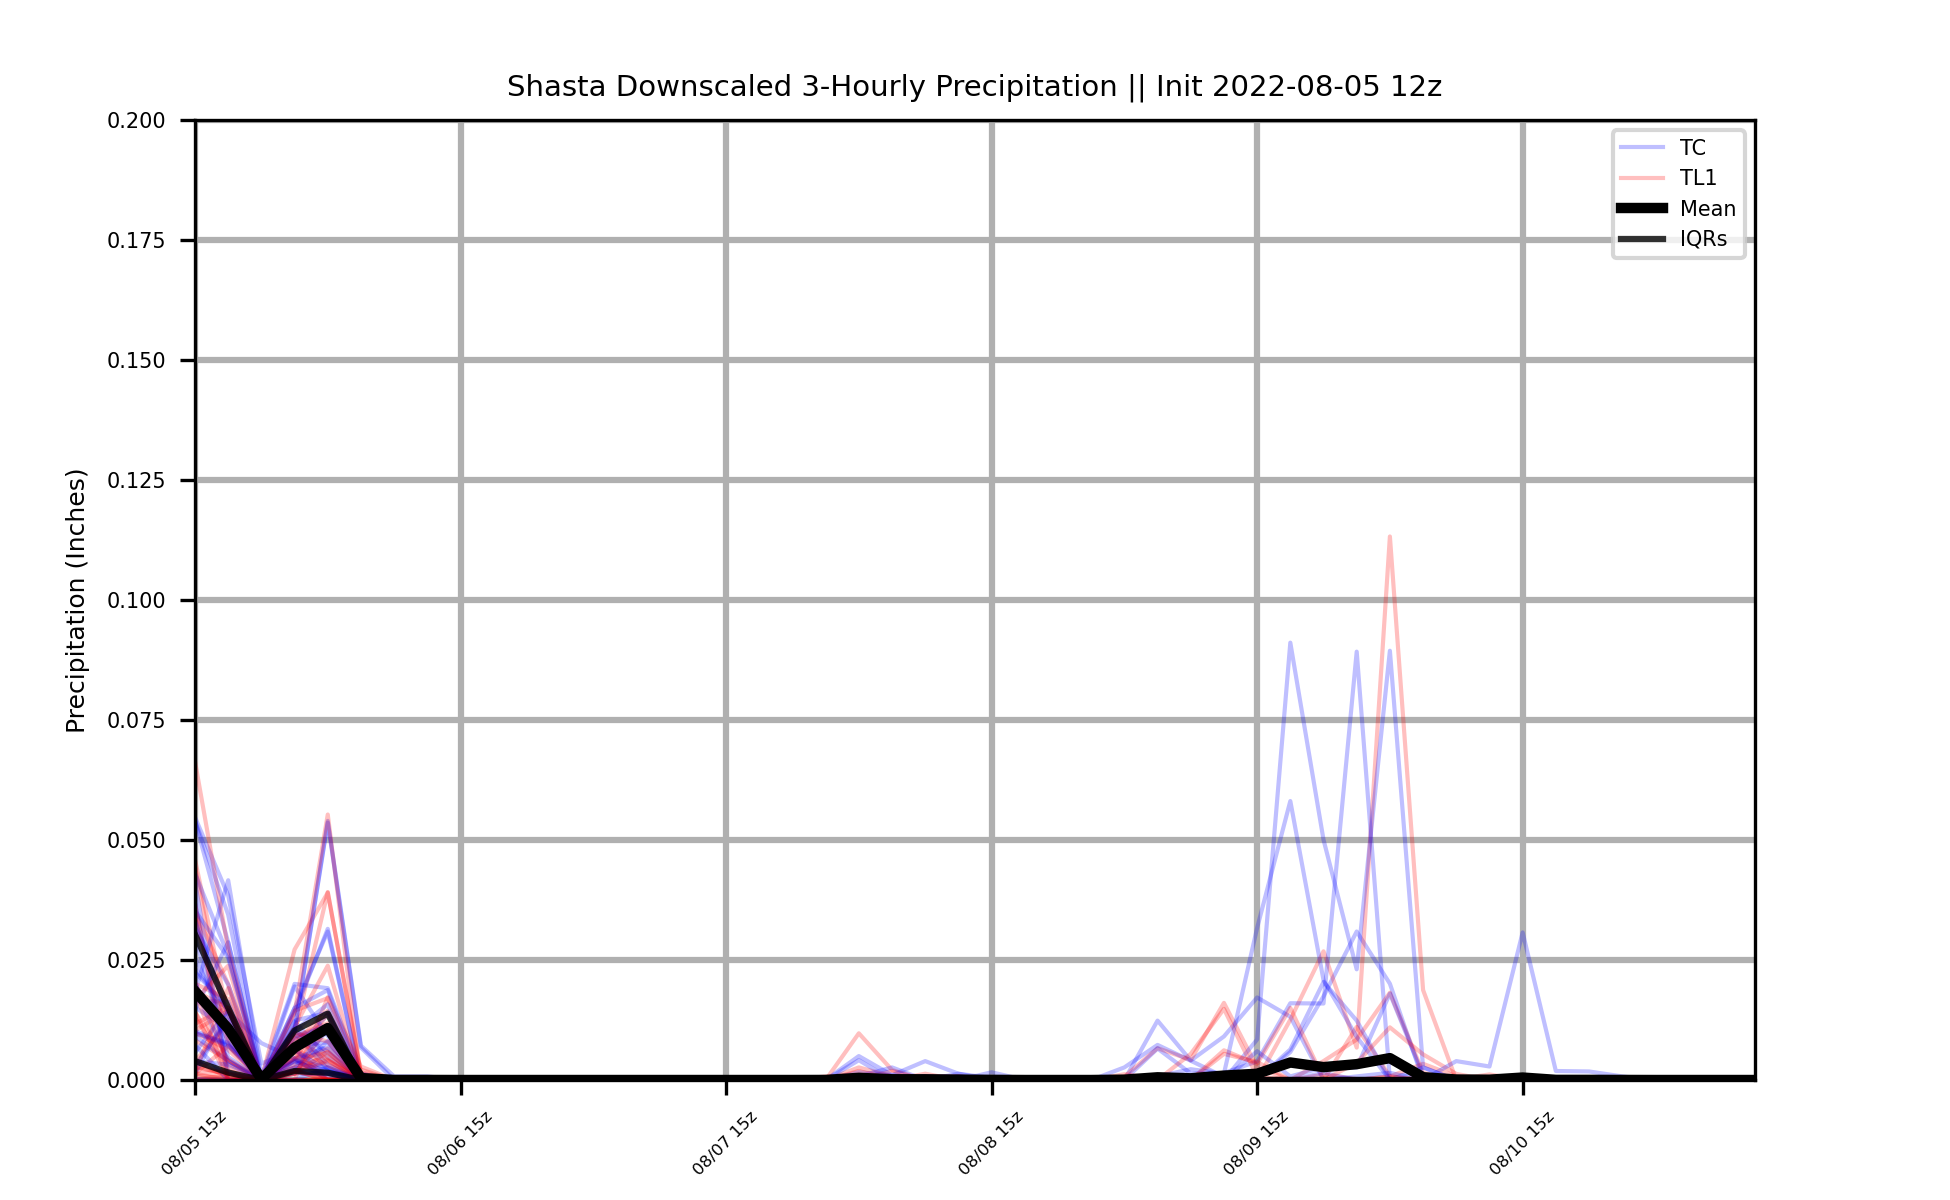 Shasta Downscaled 3-Hourly Precipitation || Init 2022-08-05 12z
TC
TL1
Mean
IQRs
Precipitation (Inches)
0.200
0.175
0.150
0.125
0.100
0.075
0.050
0.025
0.000
08/05 15z
08/06 15z
08/07 15z
08/08 15z
08/09 15z
08/10 15z